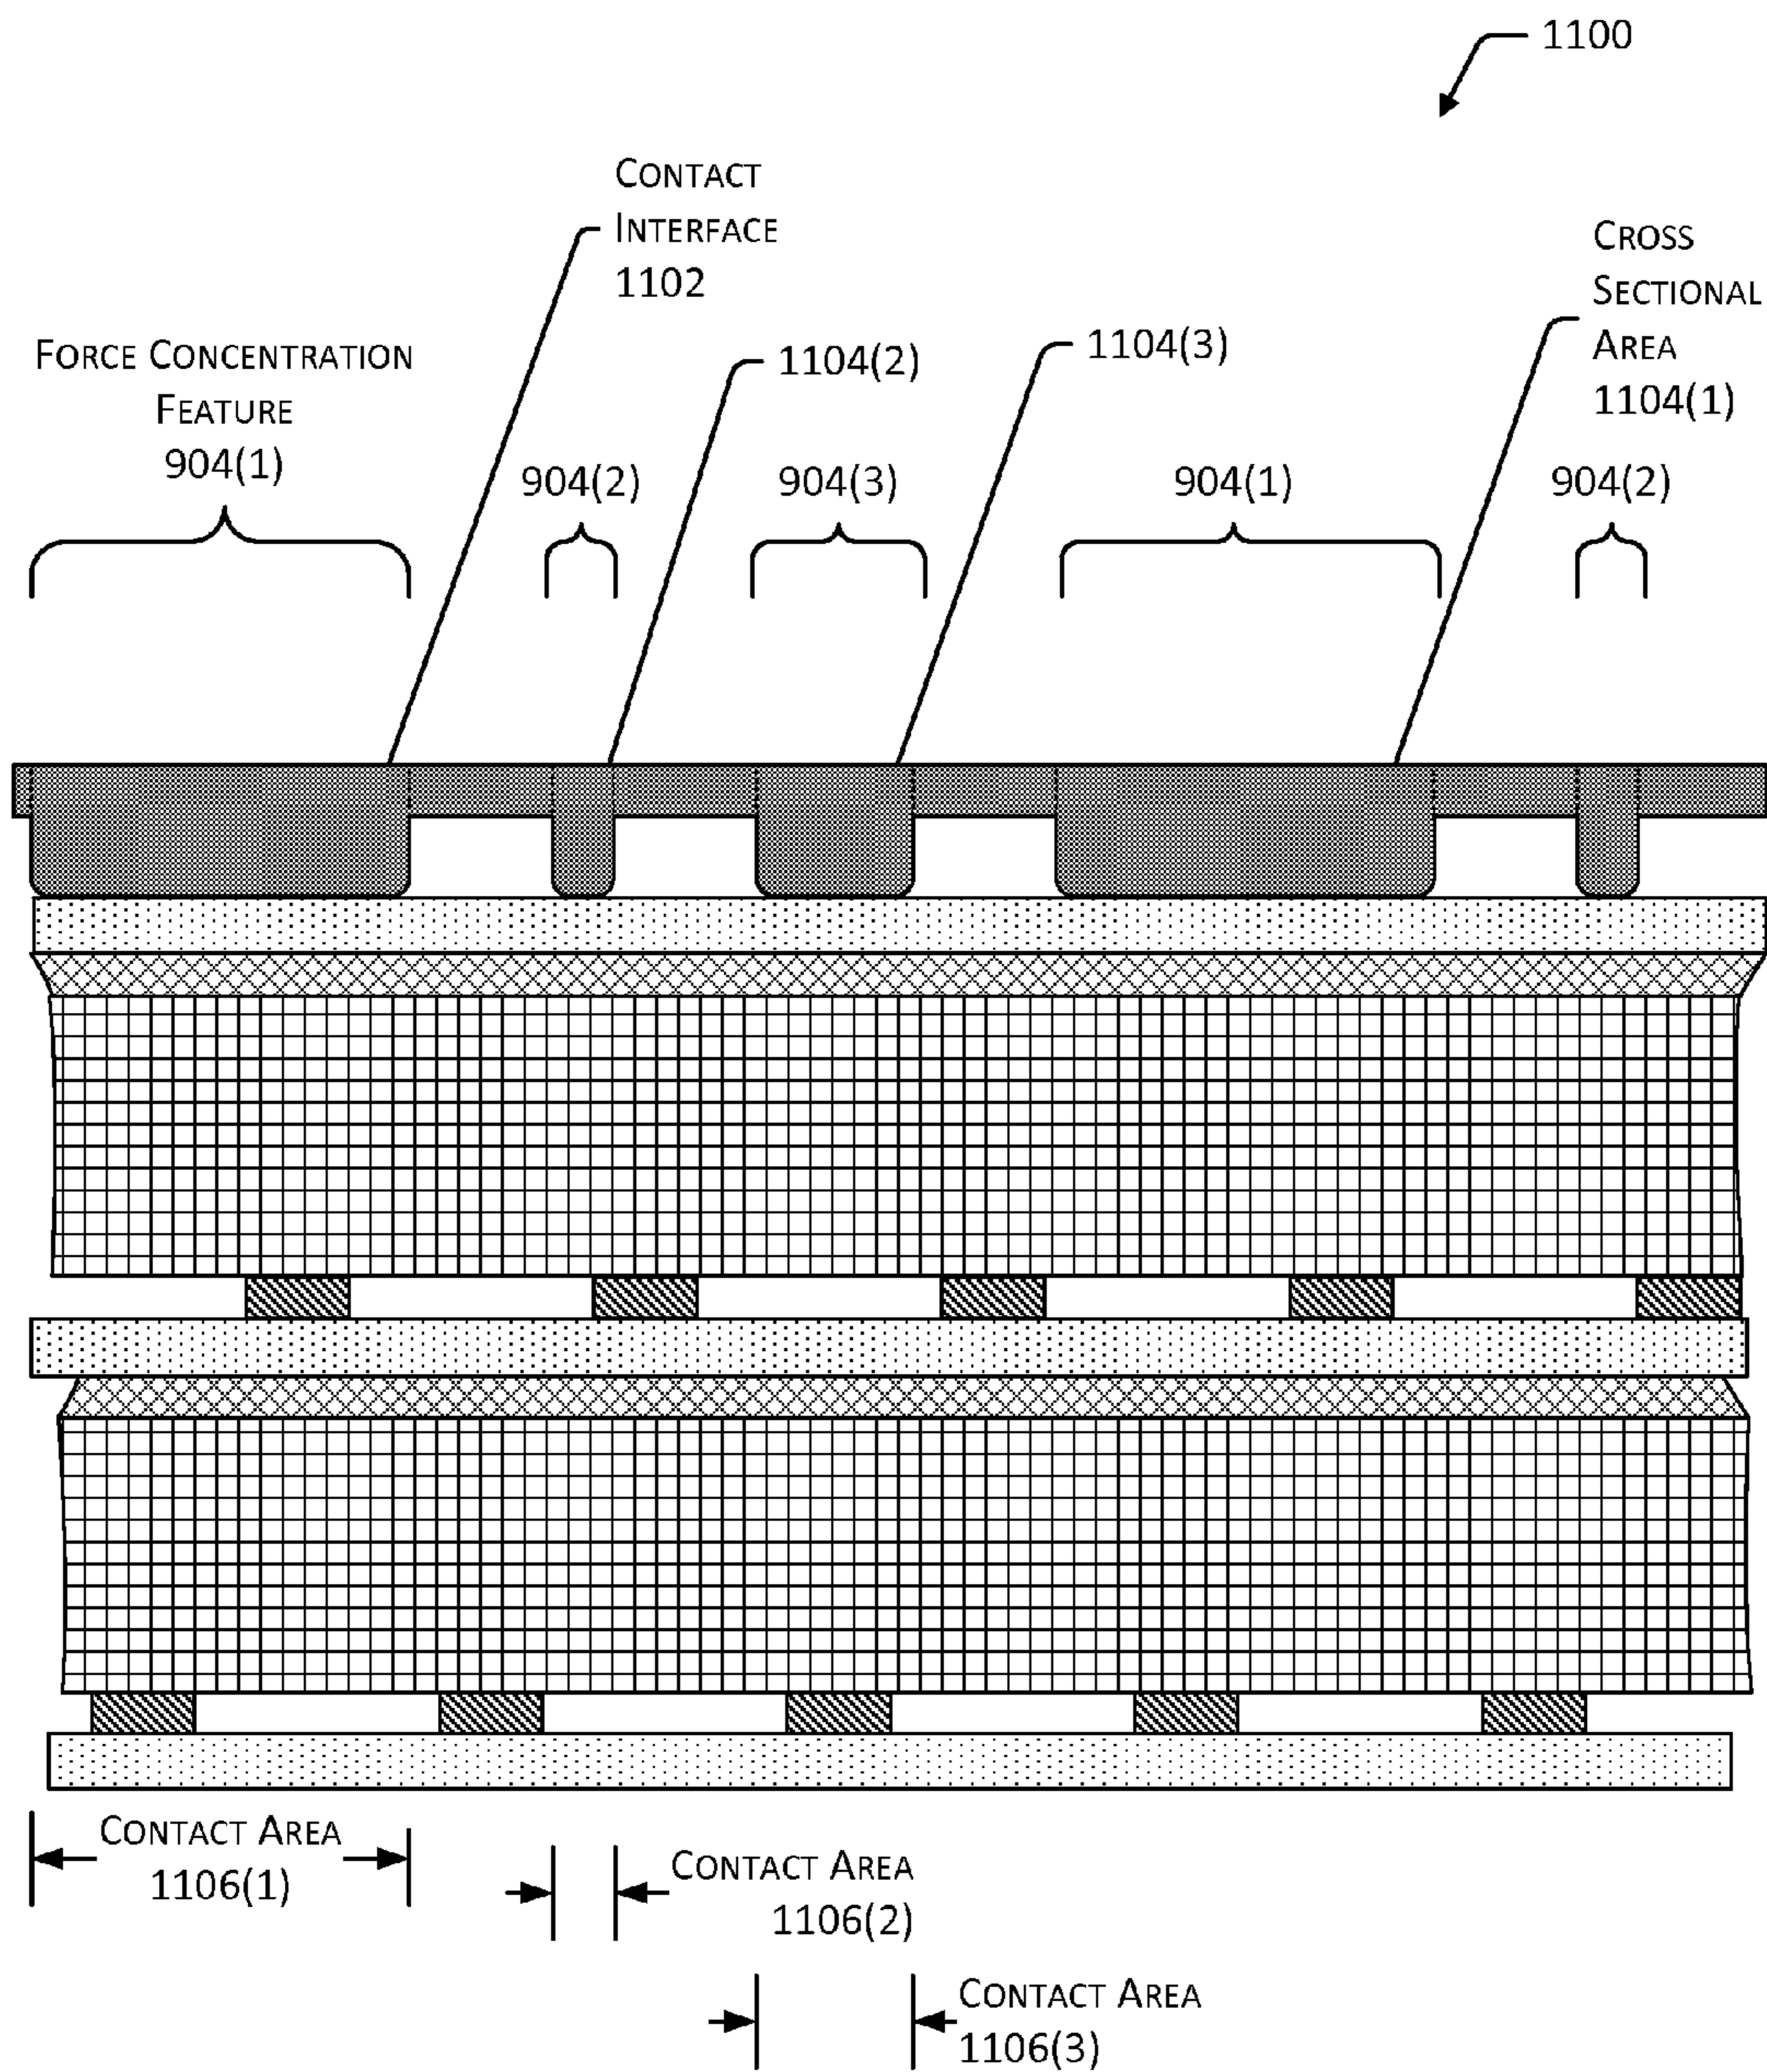 1100
CONTACT
INTERFACE
1102
CROSS
SECTIONAL
AREA
1104(1)
1104(2)
1104(3)
FORCE CONCENTRATION
FEATURE
904(1)
904(2)
904(3)
904(1)
904(2)
CONTACT AREA
1106(1)
CONTACT AREA
1106(2)
CONTACT AREA
1106(3)